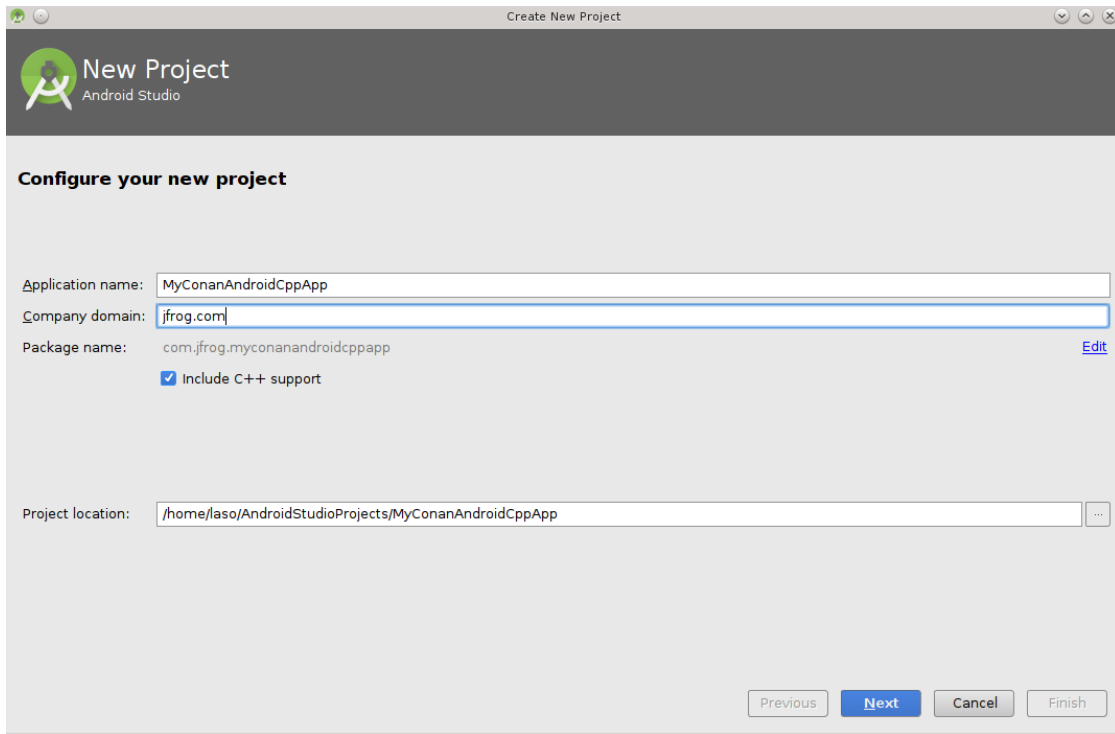 Create New Project
New Project
Android Studio
Configure your new project
Application name: MyConanAndroidCppApp
Company domain: jfrog.com
Package name: com.jfrog.myconanandroidcppapp Edit
Include C++ support
Project location: /home/laso/AndroidStudioProjects/MyConanAndroidCppApp ...
Previous Next Cancel Finish